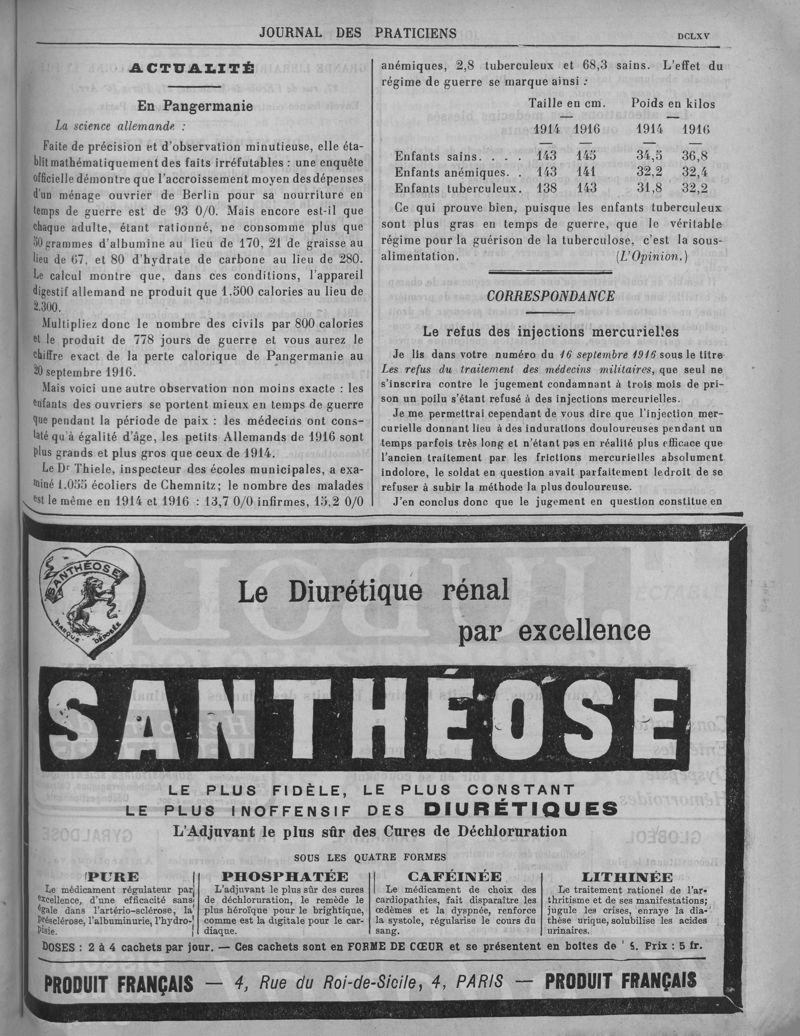 JOURNAL DES PRATICIENS
DCLXV
ACTUALITÉ
En Pangermanie
La science allemande :
Faite de précision et d'observation minutieuse, elle éta-
blit mathématiquement des faits irréfutables : une enquête
officielle démontre que l'accroissement moyen des dépenses
d'un ménage ouvrier de Berlin pour sa nourriture en
temps de guerre est de 93 0/0. Mais encore est-il que
chaque adulte, étant rationné, ne consomme plus que
50 grammes d'albumine au lieu de 170, 21 de graisse au
lieu de 67, et 80 d'hydrate de carbone au lieu de 280.
Le calcul montre que, dans ces conditions, l'appareil
digestif allemand ne produit que 1.500 calories au lieu de
2.300.
Multipliez donc le nombre des civils par 800 calories
et le produit de 778 jours de guerre et vous aurez le
chiffre exact de la perte calorique de Pangermanie au
20 septembre 1916.
Mais voici une autre observation non moins exacte : les
enfants des ouvriers se portent mieux en temps de guerre
que pendant la période de paix : les médecins ont cons-
taté qu'à égalité d'âge, les petits Allemands de 1916 sont
plus grands et plus gros que ceux de 1914.
Le Dr Thiele, inspecteur des écoles municipales, a exa-
miné 1.055 écoliers de Chemnitz; le nombre des malades
est le même en 1914 et 1916 : 13,7 0/0 infirmes, 15,2 0/0
anémiques, 2,8 tuberculeux et 68,3 sains. L'effet du
régime de guerre se marque ainsi :
Taille en cm. Poids en kilos
1914 1916 1914 1916
Enfants sains. . . . 143 145 34,5 36,8
Enfants anémiques. . 143 141 32,2 32,4
Enfants tuberculeux. 138 143 31,8 32,2
Ce qui prouve bien, puisque les enfants tuberculeux
sont plus gras en temps de guerre, que le véritable
régime pour la guérison de la tuberculose, c'est la sous-
alimentation. (L'Opinion.)
CORRESPONDANCE
Le refus des injections mercurielles
Je lis dans votre numéro du 16 septembre 1916 sous le titre
Les refus du traitement des médecins militaires, que seul ne
s'inscrira contre le jugement condamnant à trois mois de pri-
son un poilu s'étant refusé à des injections mercurielles.
Je me permettrai cependant de vous dire que l'injection mer-
curielle donnant lieu à des indurations douloureuses pendant un
temps parfois très long et n'étant pas en réalité plus efficace que
l'ancien traitement par les frictions mercurielles absolument
indolore, le soldat en question avait parfaitement ledroit de se
refuser à subir la méthode la plus douloureuse.
J'en conclus donc que le jugement en question constitue en
SANTHÉOSE
MARQUE DÉPOSÉE
Le Diurétique rénal
par excellence
SANTHÉOSE
LE PLUS FIDÈLE, LE PLUS CONSTANT
LE PLUS INOFFENSIF DES DIURÉTIQUES
L'Adjuvant le plus sûr des Cures de Déchloruration
SOUS LES QUATRE FORMES
PURE
Le médicament régulateur par
excellence, d'une efficacité sans
égale dans l'artério-sclérose, la
présclérose, l'albuminurie, l'hydro-
pisie.
PHOSPHATÉE
L'adjuvant le plus sûr des cures
de déchloruration, le remède le
plus héroïque pour le brightique,
comme est la digitale pour le car-
diaque.
CAFÉINÉE
Le médicament de choix des
cardiopathies, fait disparaître les
œdèmes et la dyspnée, renforce
la systole, régularise le cours du
sang.
LITHINÉE
Le traitement rationel de l'ar-
thritisme et de ses manifestations;
jugule les crises, enraye la dia-
thèse urique, solubilise les acides
urinaires.
DOSES : 2 à 4 cachets par jour. — Ces cachets sont en FORME DE CŒUR et se présentent en boîtes de Prix : 5 fr.
PRODUIT FRANÇAIS — 4, Rue du Roi-de-Sicile, 4, PARIS — PRODUIT FRANÇAIS